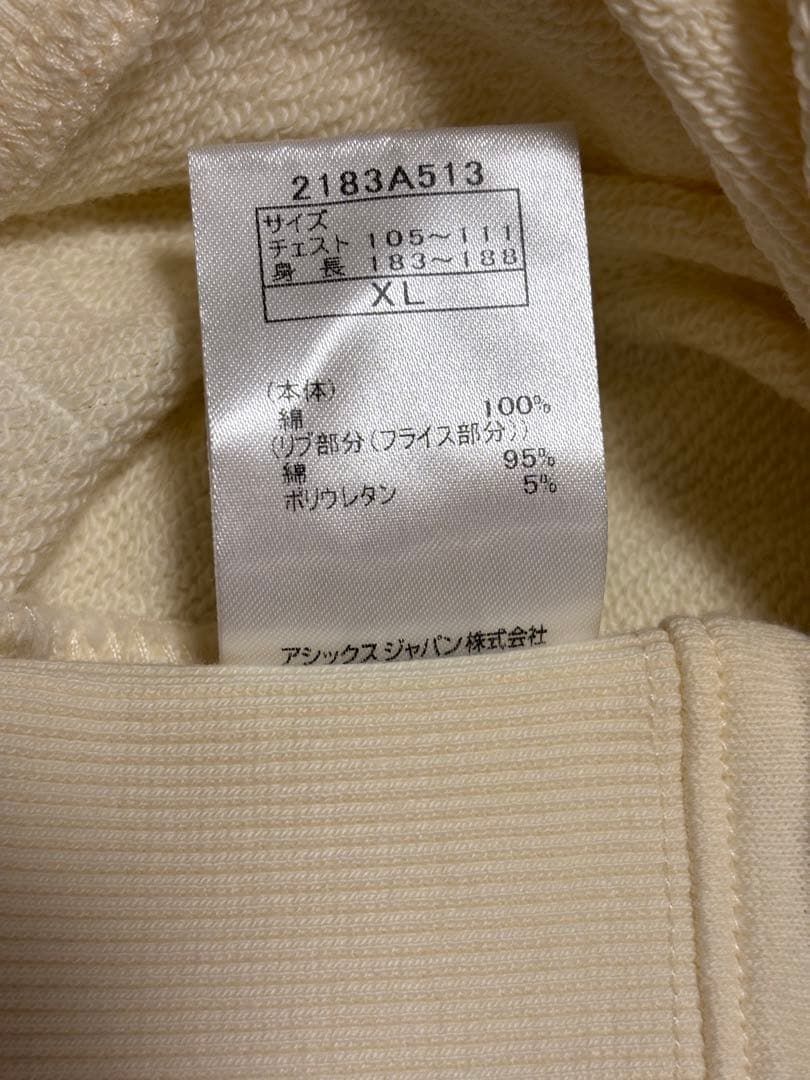 2183A513
サイズ
チェスト 105〜111
身 長 183〜188
XL
(本体)
綿 100%
(リブ部分(フライス部分))
綿 95%
ポリウレタン 5%
アシックスジャパン株式会社